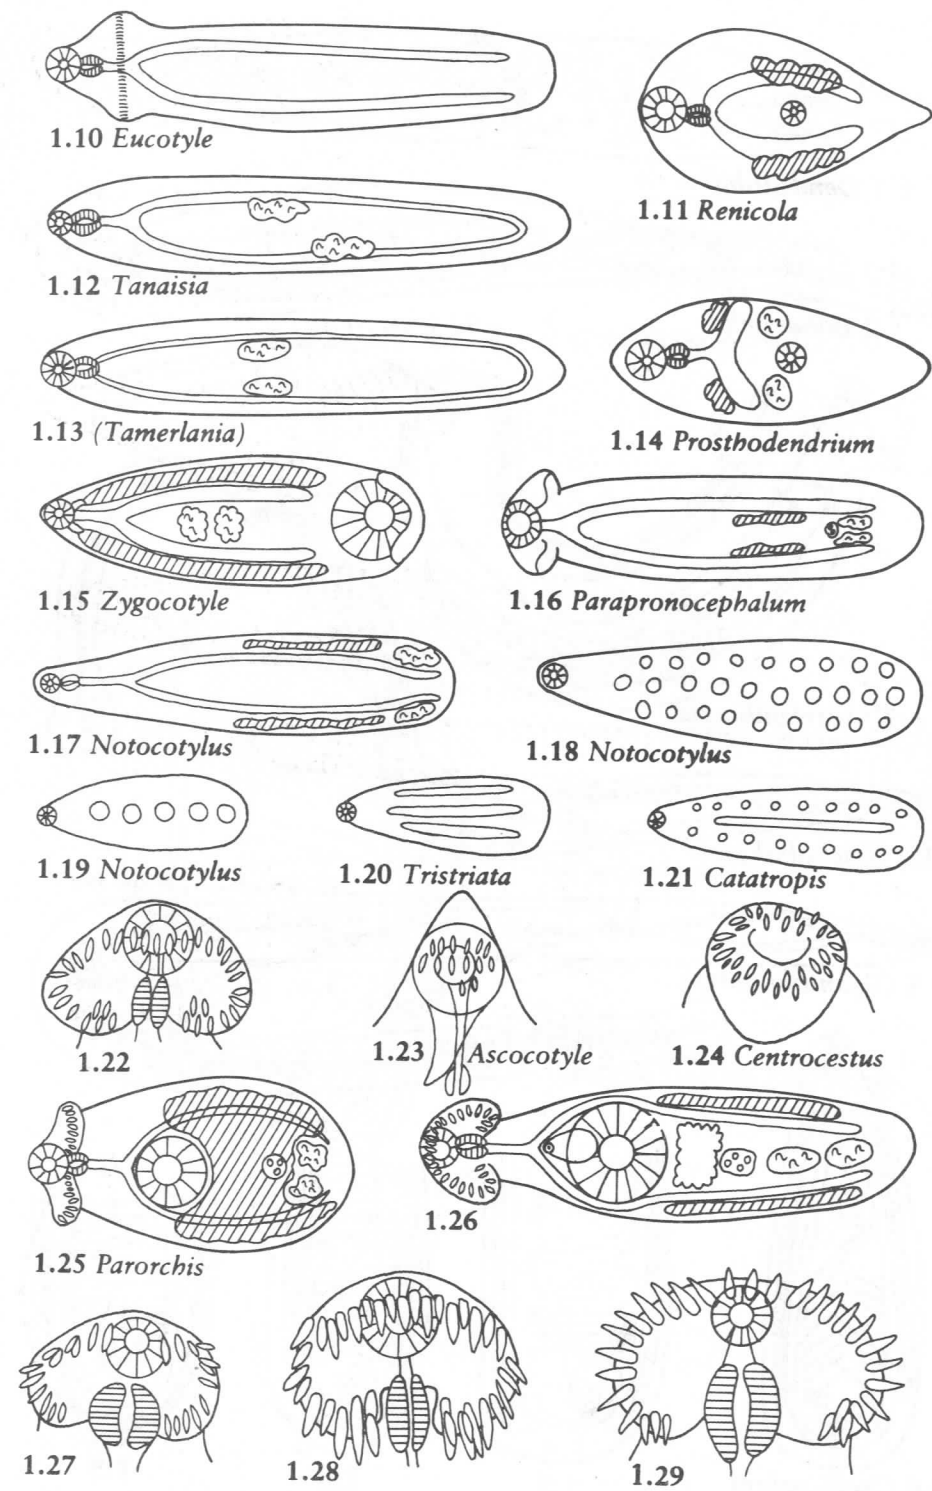 1.10 Eucotyle
1.11 Renicola
1.12 Tanaisia
1.13 (Tamerlania)
1.14 Prosthodendrium
1.15 Zygocotyle
1.16 Parapronocephalum
1.17 Notocotylus
1.18 Notocotylus
1.19 Notocotylus
1.20 Tristriata
1.21 Catatropis
1.22
1.23 Ascocotyle
1.24 Centrocestus
1.25 Parorchis
1.26
1.27
1.28
1.29